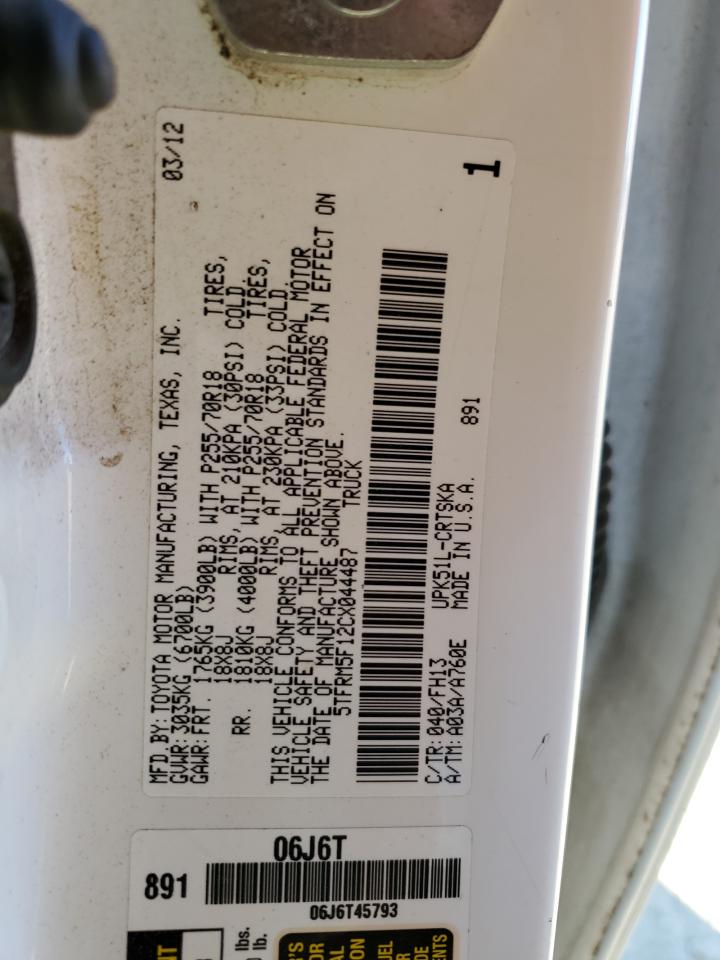 03/12
MFD. BY: TOYOTA MOTOR MANUFACTURING, TEXAS, INC.
GVWR: 3035KG (6700LB)
GAWR: FRT. 1765KG (3900LB) WITH P255/70R18 TIRES,
18X8J RIMS, AT 210KPA (30PSI) COLD.
RR. 1810KG (4000LB) WITH P255/70R18 TIRES,
18X8J RIMS, AT 230KPA (33PSI) COLD.
THIS VEHICLE CONFORMS TO ALL APPLICABLE FEDERAL MOTOR
VEHICLE SAFETY AND THEFT PREVENTION STANDARDS IN EFFECT ON
THE DATE OF MANUFACTURE SHOWN ABOVE.
5TFRM5F12CX044487 TRUCK
C/TR: 040/FH13 UPK51L-CRTSKA 891
A/TM: A03A/A760E MADE IN U.S.A.
1
06J6T
891
06J6T45793
lbs.
lb.